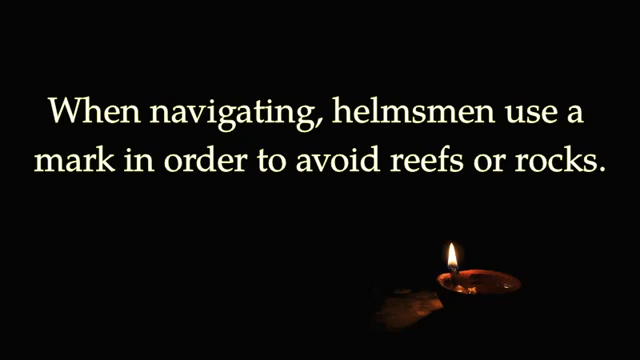 When navigating, helmsmen use a
mark in order to avoid reefs or rocks.